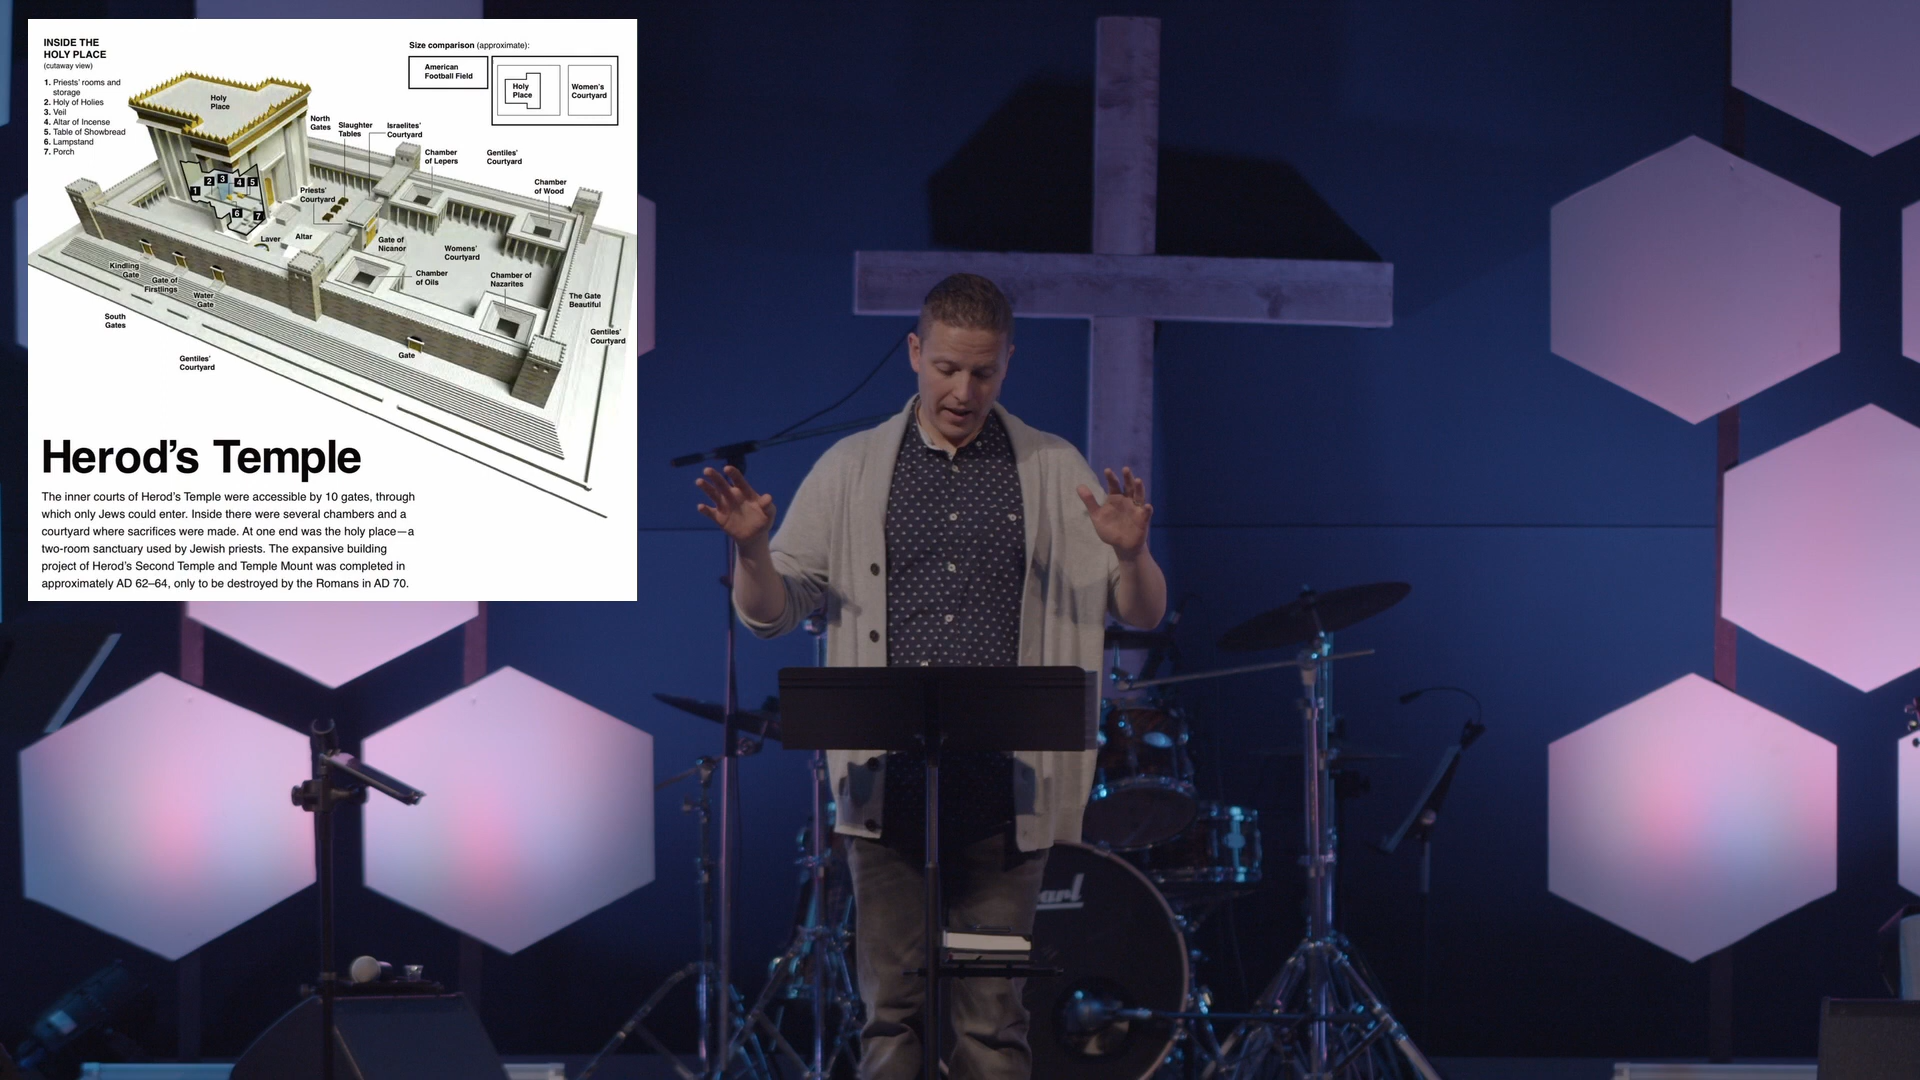 INSIDE THE
HOLY PLACE
(cutaway view)
1. Priests' rooms and
storage
2. Holy of Holies
3. Veil
4. Altar of Incense
5. Table of Showbread
6. Lampstand
7. Porch
Size comparison (approximate):
American
Football Field
Holy
Place
Women's
Courtyard
Holy
Place
North
Gates
Slaughter
Tables
Israelites'
Courtyard
Chamber
of Lepers
Gentiles'
Courtyard
Chamber
of Wood
1
2
3
4
5
6
7
Priests'
Courtyard
Laver
Altar
Gate of
Nicanor
Womens'
Courtyard
Chamber
of Oils
Chamber of
Nazarites
The Gate
Beautiful
Gentiles'
Courtyard
Kindling
Gate
Gate of
Firstlings
Water
Gate
South
Gates
Gate
Gentiles'
Courtyard
Herod's Temple
The inner courts of Herod's Temple were accessible by 10 gates, through
which only Jews could enter. Inside there were several chambers and a
courtyard where sacrifices were made. At one end was the holy place—a
two-room sanctuary used by Jewish priests. The expansive building
project of Herod's Second Temple and Temple Mount was completed in
approximately AD 62–64, only to be destroyed by the Romans in AD 70.